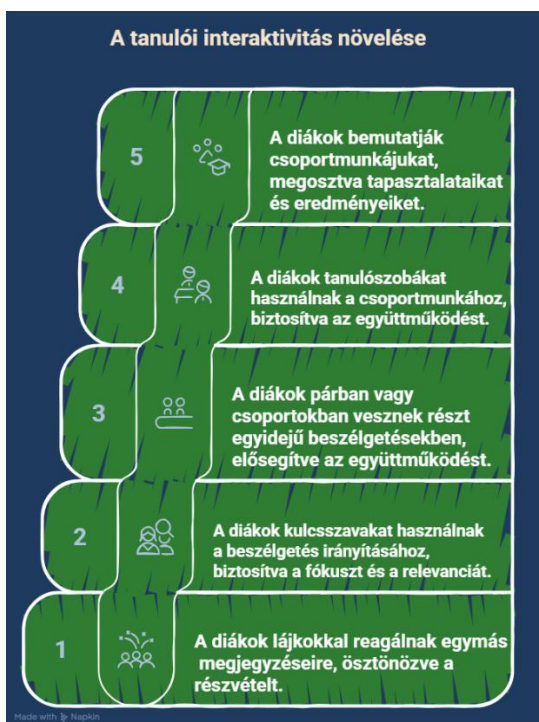 A tanulói interaktivitás növelése
5
A diákok bemutatják
csoportmunkájukat,
megosztva tapasztalataikat
és eredményeiket.
4
A diákok tanulószobákat
használnak a csoportmunkához,
biztosítva az együttműködést.
3
A diákok párban vagy
csoportokban vesznek részt
egyidejű beszélgetésekben,
elősegítve az együttműködést.
2
A diákok kulcsszavakat használnak
a beszélgetés irányításához,
biztosítva a fókuszt és a relevanciát.
1
A diákok lájkokkal reagálnak egymás
megjegyzéseire, ösztönözve a
részvételt.
Made with Napkin